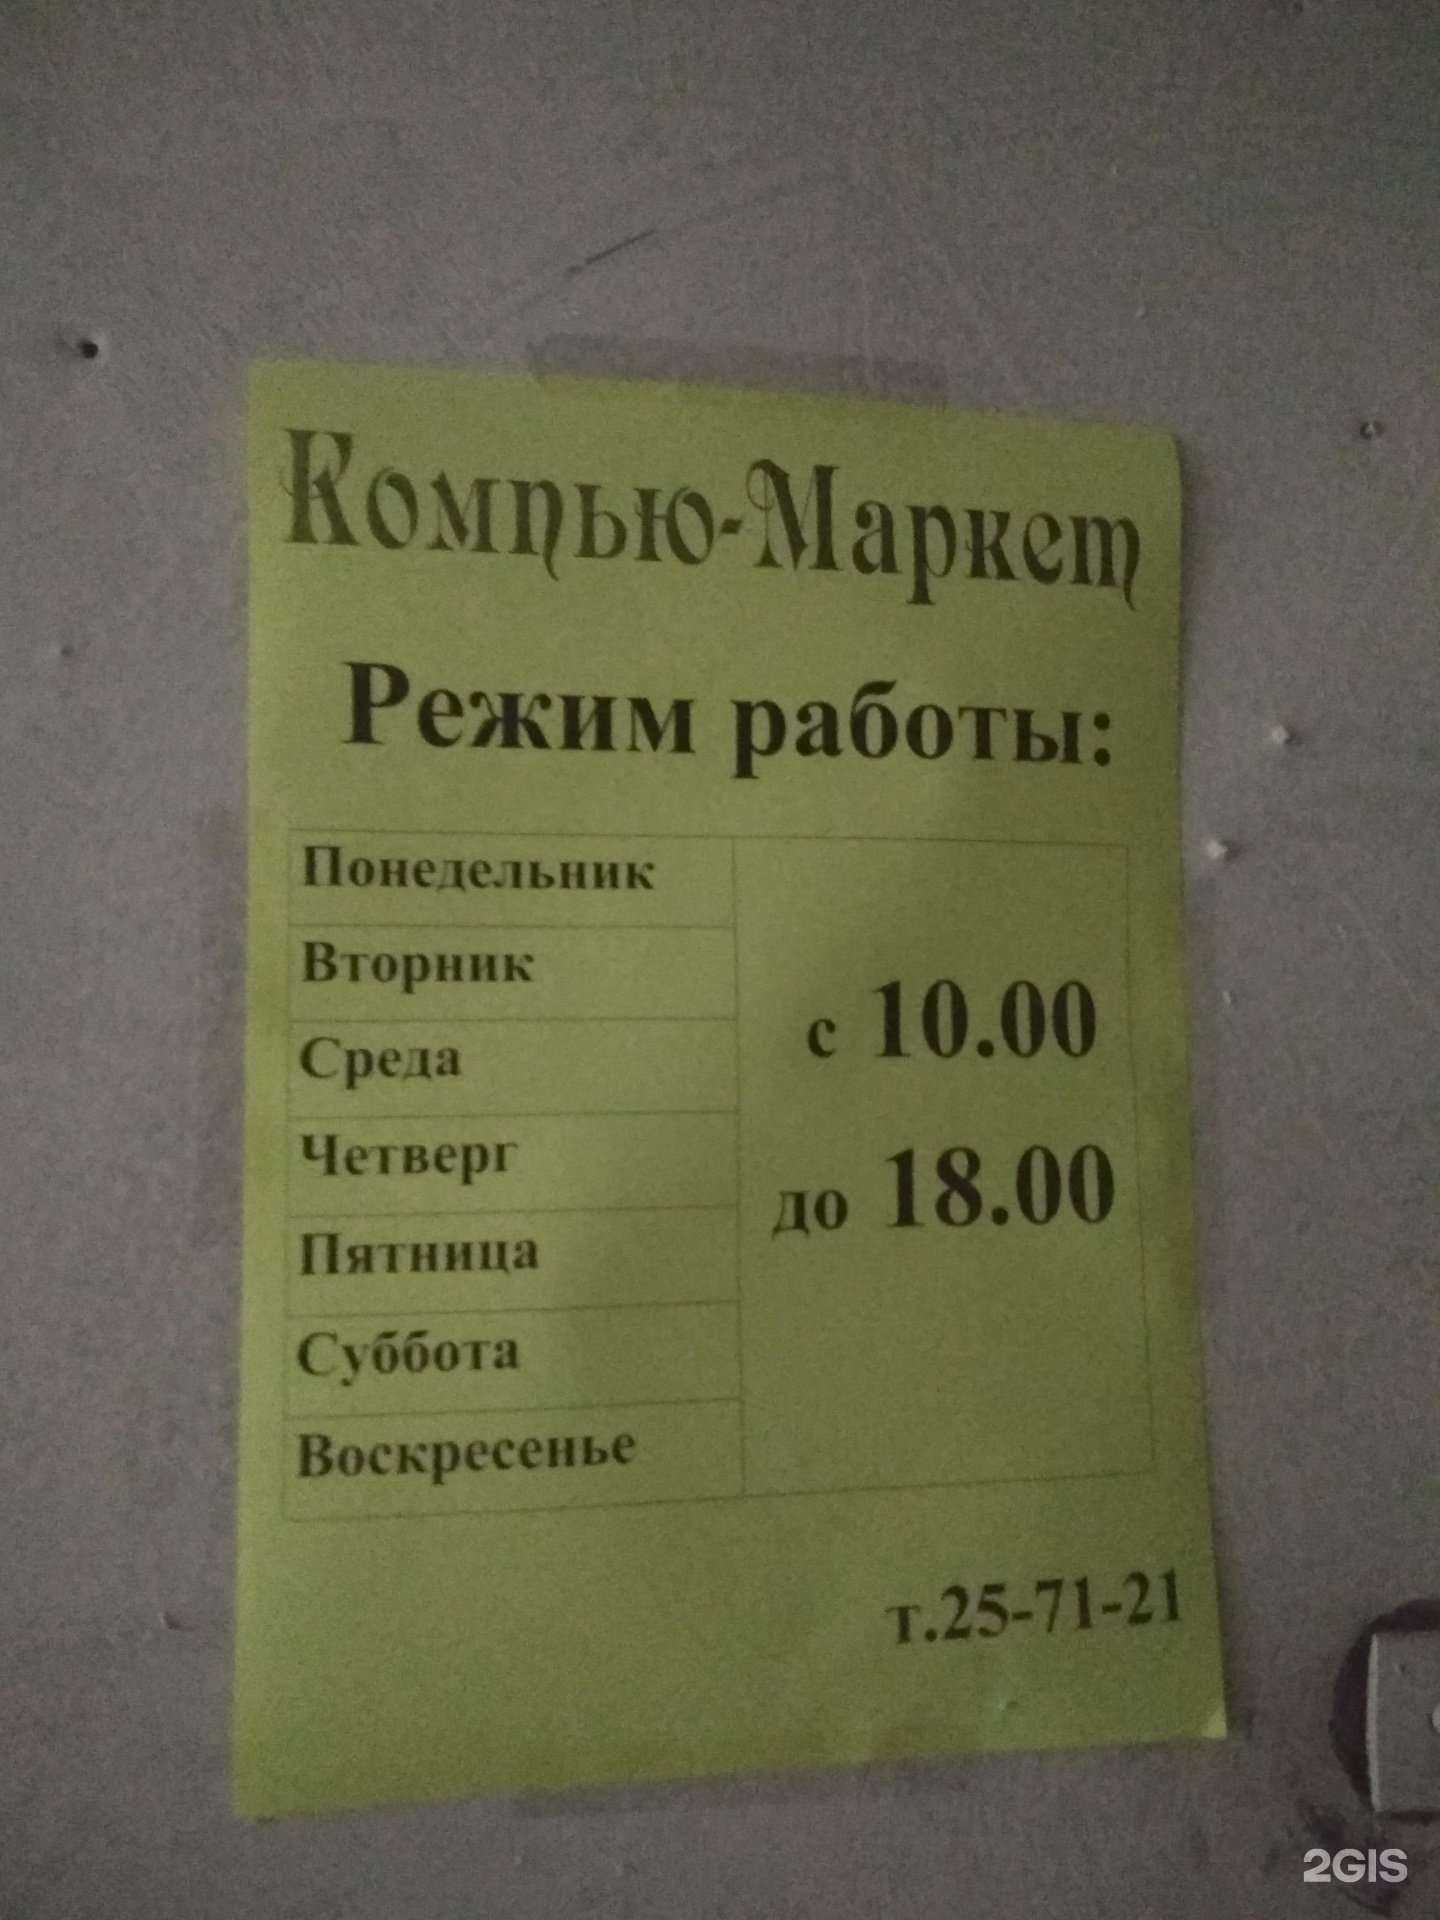 Компью-Маркет
Режим работы:
Понедельник
Вторник
Среда
Четверг
Пятница
Суббота
Воскресенье
с 10.00
до 18.00
т.25-71-21
2GIS